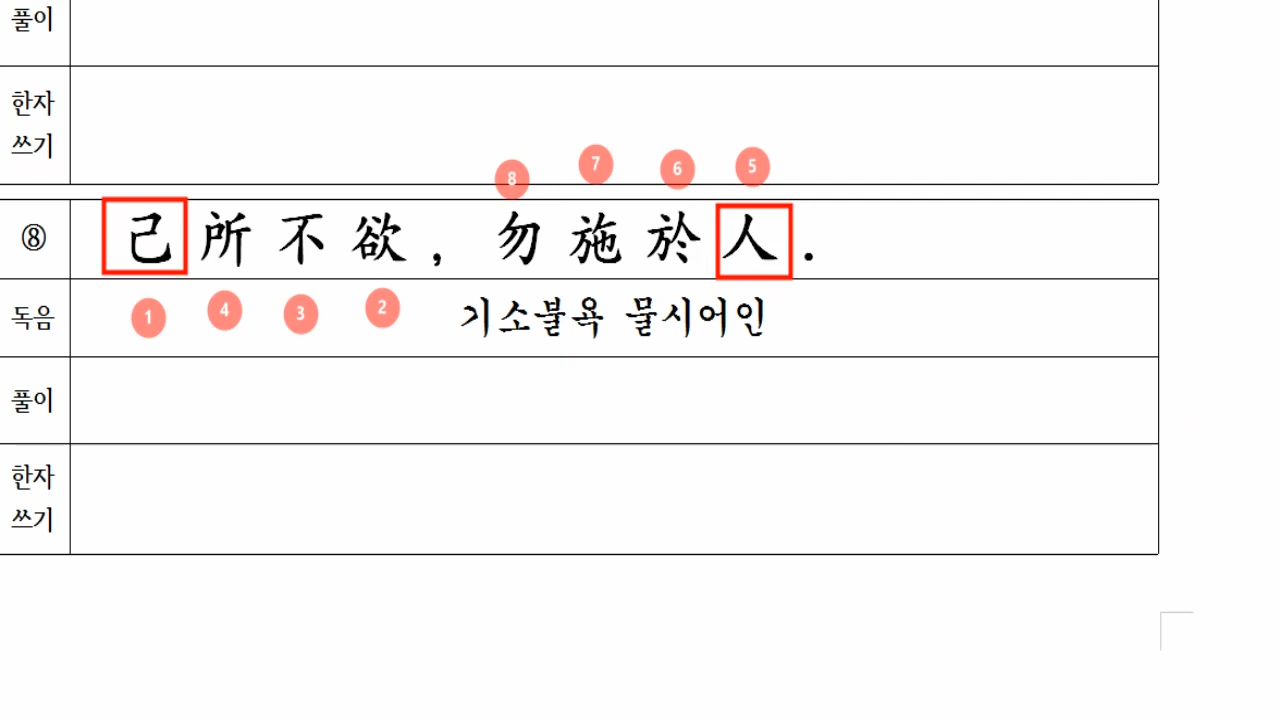 풀이
한자
쓰기
8 7 6 5
⑧ 己所不欲, 勿施於人.
1 4 3 2
독음 기소불욕 물시어인
풀이
한자
쓰기